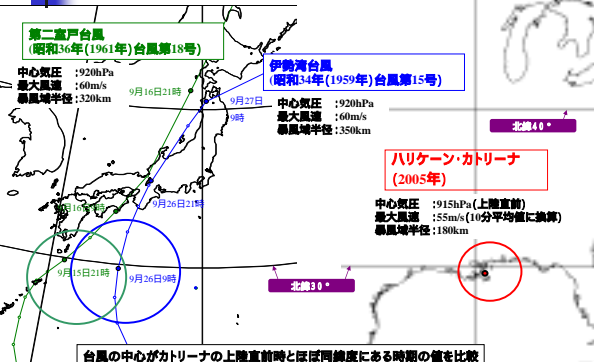 第二室戸台風
(昭和36年(1961年)台風第18号)
中心気圧 :920hPa
最大風速 :60m/s
暴風域半径:320km
伊勢湾台風
(昭和34年(1959年)台風第15号)
中心気圧 :920hPa
最大風速 :60m/s
暴風域半径:350km
9月16日21時
9月27日
9時
北緯40°
ハリケーン・カトリーナ
(2005年)
中心気圧 :915hPa(上陸直前)
最大風速 :55m/s(10分平均値に換算)
暴風域半径:180km
9月26日21時
9月15日21時
9月26日9時
北緯30°
台風の中心がカトリーナの上陸直前時とほぼ同緯度にある時期の値を比較